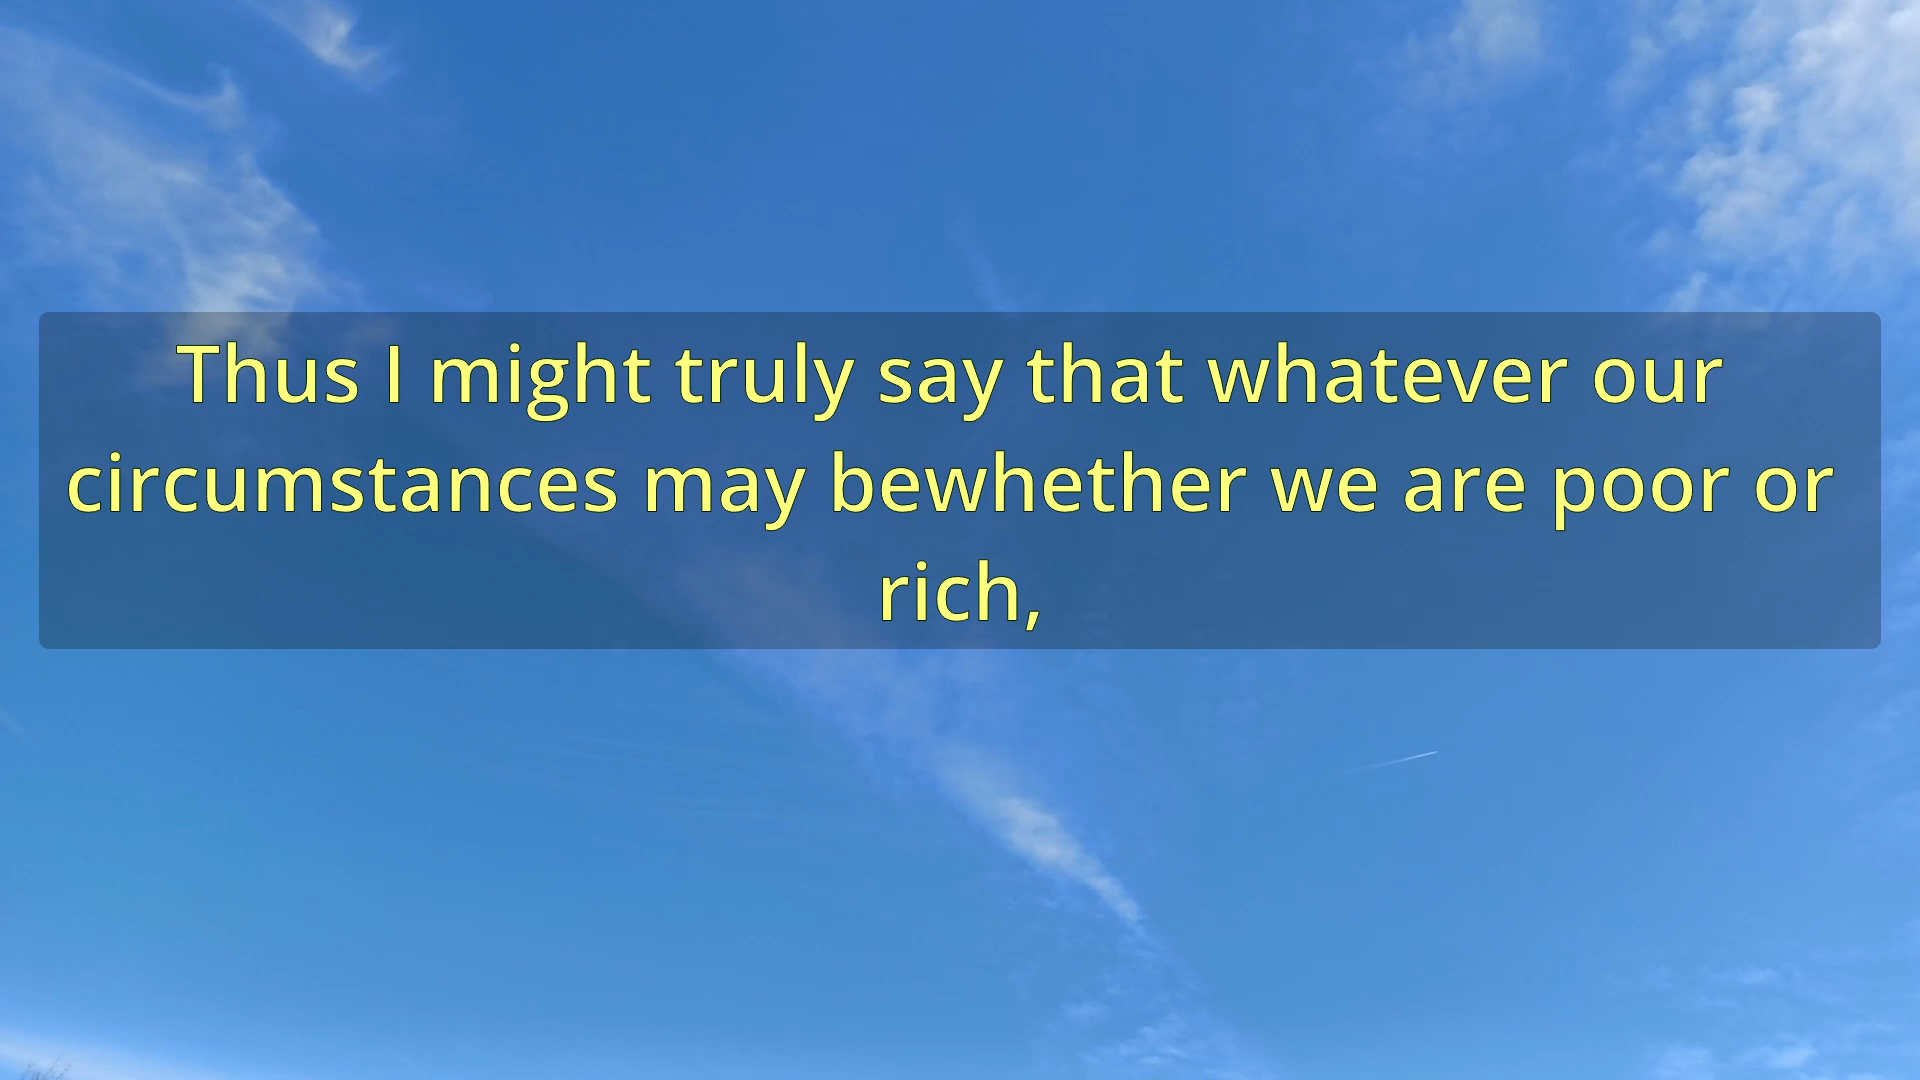 Thus I might truly say that whatever our
circumstances may bewhether we are poor or
rich,